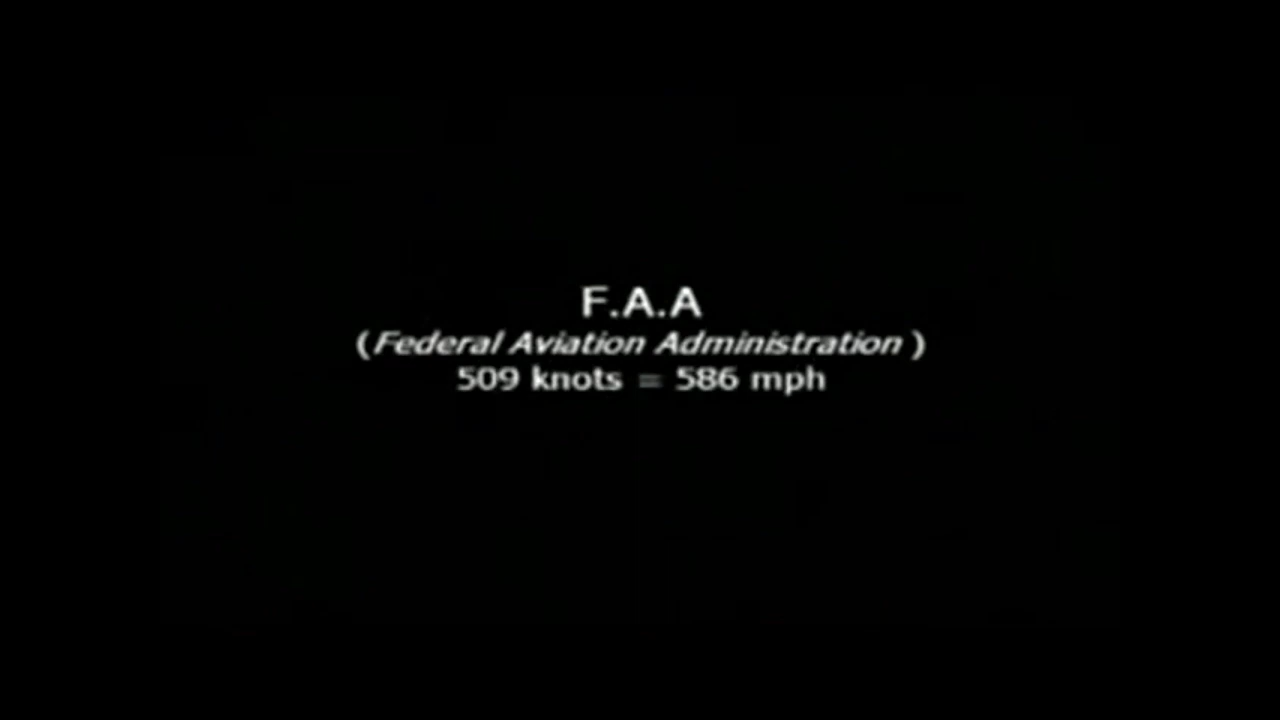 F.A.A
(Federal Aviation Administration )
509 knots = 586 mph